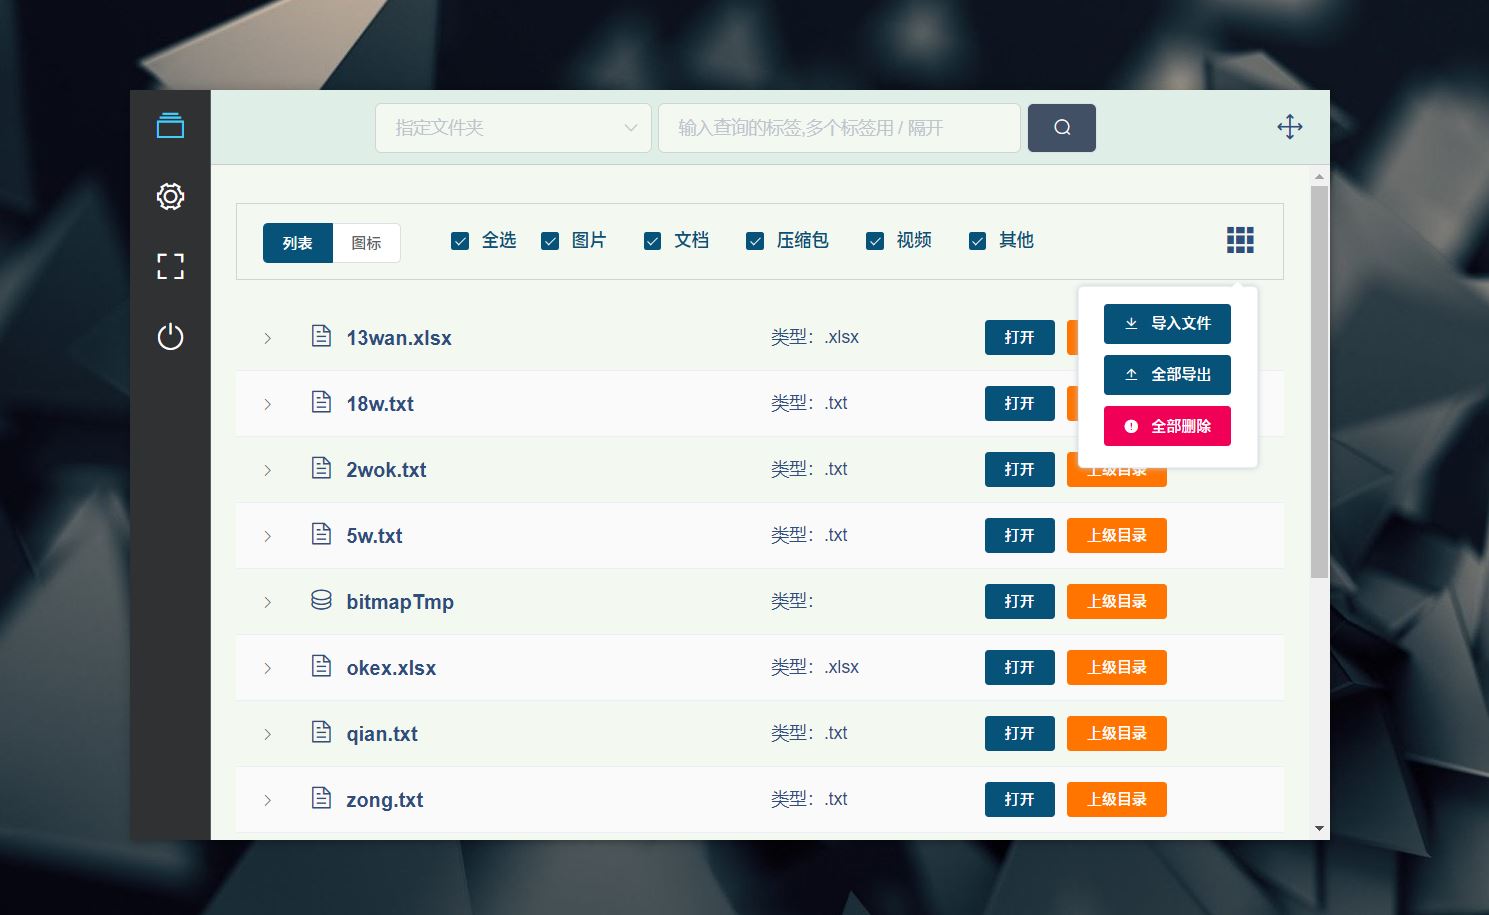 指定文件夹
输入查询的标签,多个标签用 / 隔开
列表 图标 全选 图片 文档 压缩包 视频 其他
导入文件
全部导出
全部删除
13wan.xlsx 类型: .xlsx 打开
18w.txt 类型: .txt 打开
2wok.txt 类型: .txt 打开 上级目录
5w.txt 类型: .txt 打开 上级目录
bitmapTmp 类型: 打开 上级目录
okex.xlsx 类型: .xlsx 打开 上级目录
qian.txt 类型: .txt 打开 上级目录
zong.txt 类型: .txt 打开 上级目录